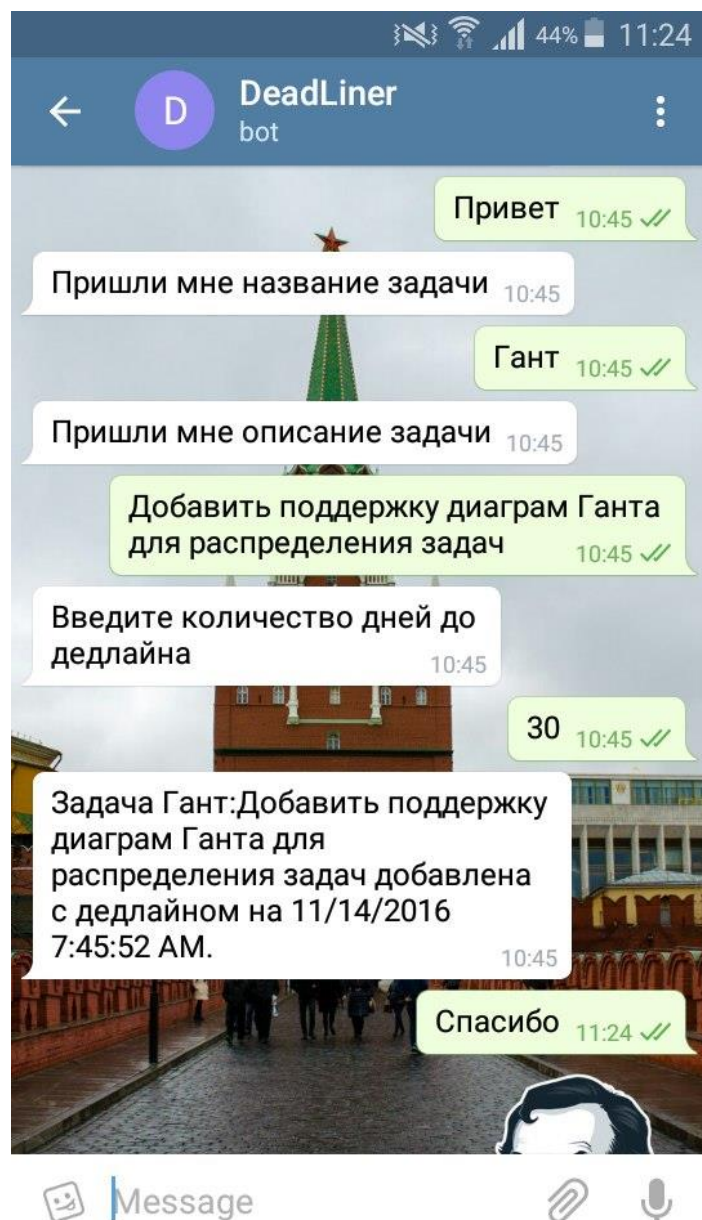 44% 11:24
D
DeadLiner
bot
Привет 10:45
Пришли мне название задачи 10:45
Гант 10:45
Пришли мне описание задачи 10:45
Добавить поддержку диаграм Ганта
для распределения задач 10:45
Введите количество дней до
дедлайна 10:45
30 10:45
Задача Гант:Добавить поддержку
диаграм Ганта для
распределения задач добавлена
с дедлайном на 11/14/2016
7:45:52 AM. 10:45
Спасибо 11:24
Message